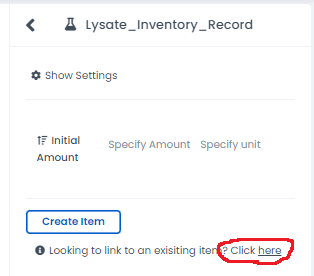 Lysate_Inventory_Record
Show Settings
Initial
Amount
Specify Amount Specify unit
Create Item
Looking to link to an exisiting item? Click here